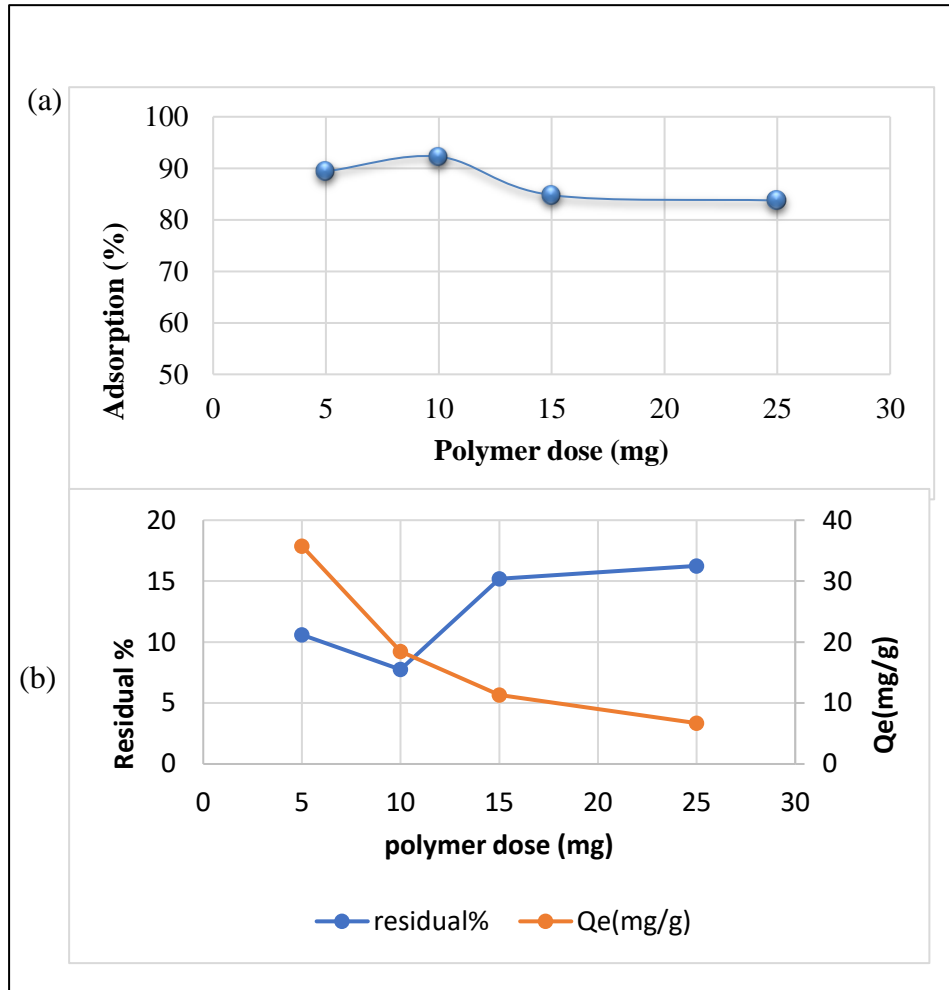 (a)
100
90
80
70
60
50
Adsorption (%)
0 5 10 15 20 25 30
Polymer dose (mg)
(b)
20
15
10
5
0
Residual %
40
30
20
10
0
Qe(mg/g)
0 5 10 15 20 25 30
polymer dose (mg)
residual% Qe(mg/g)